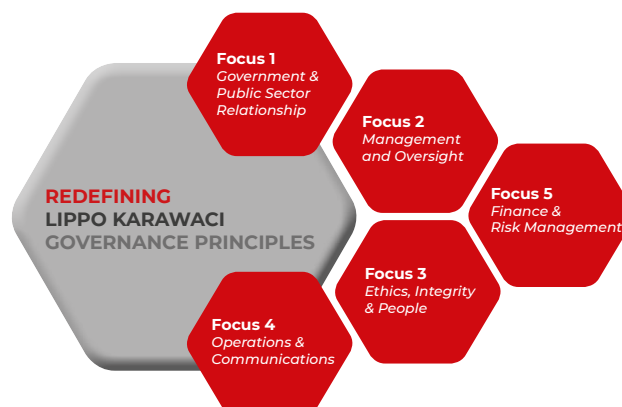 Focus 1
Government &
Public Sector
Relationship
Focus 2
Management
and Oversight
Focus 5
Finance &
Risk Management
REDEFINING
LIPPO KARAWACI
GOVERNANCE PRINCIPLES
Focus 3
Ethics, Integrity
& People
Focus 4
Operations &
Communications